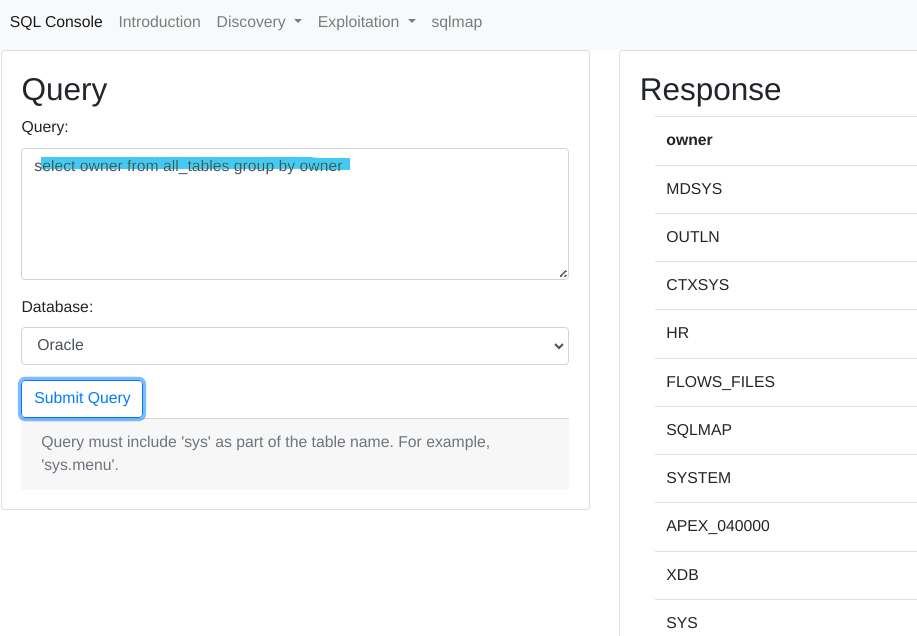 SQL Console Introduction Discovery Exploitation sqlmap
Query
Query:
select owner from all_tables group by owner
Database:
Oracle
Submit Query
Query must include 'sys' as part of the table name. For example,
'sys.menu'.
Response
owner
MDSYS
OUTLN
CTXSYS
HR
FLOWS_FILES
SQLMAP
SYSTEM
APEX_040000
XDB
SYS